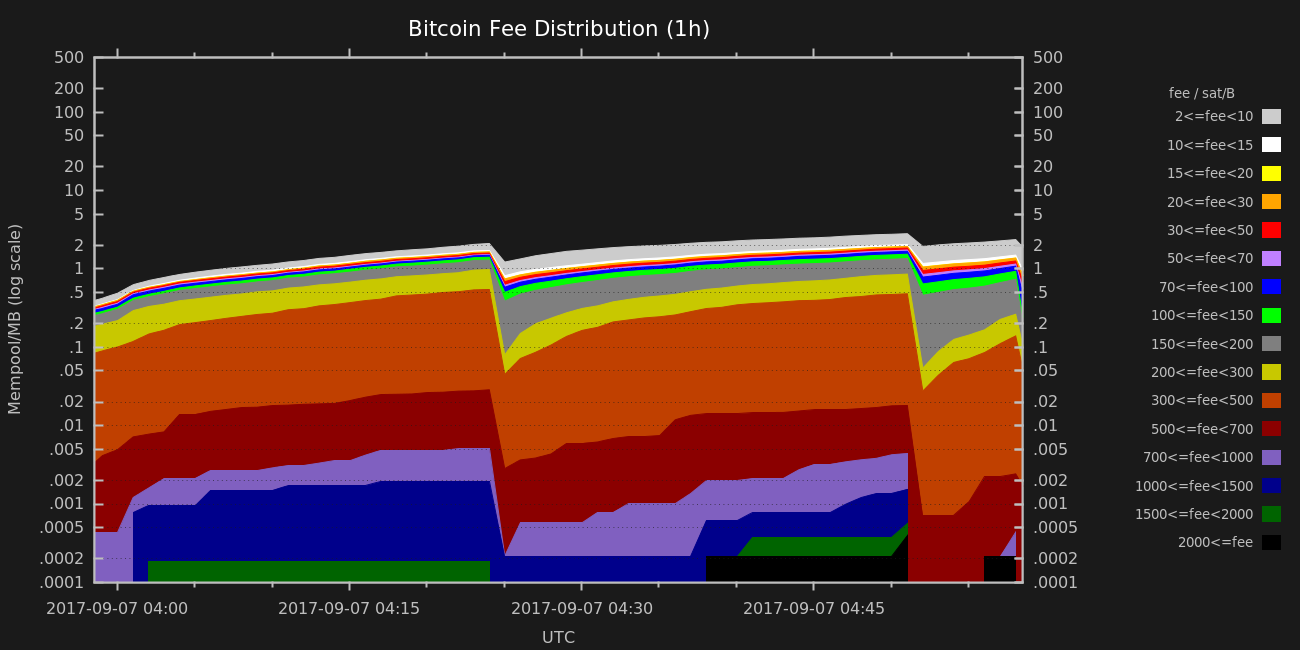 Bitcoin Fee Distribution (1h)
500
200
100
50
20
10
5
2
1
.5
.2
.1
.05
.02
.01
.005
.002
.001
.0005
.0002
.0001
Mempool/MB (log scale)
500
200
100
50
20
10
5
2
1
.5
.2
.1
.05
.02
.01
.005
.002
.001
.0005
.0002
.0001
2017-09-07 04:00
2017-09-07 04:15
2017-09-07 04:30
2017-09-07 04:45
UTC
fee / sat/B
2<=fee<10
10<=fee<15
15<=fee<20
20<=fee<30
30<=fee<50
50<=fee<70
70<=fee<100
100<=fee<150
150<=fee<200
200<=fee<300
300<=fee<500
500<=fee<700
700<=fee<1000
1000<=fee<1500
1500<=fee<2000
2000<=fee